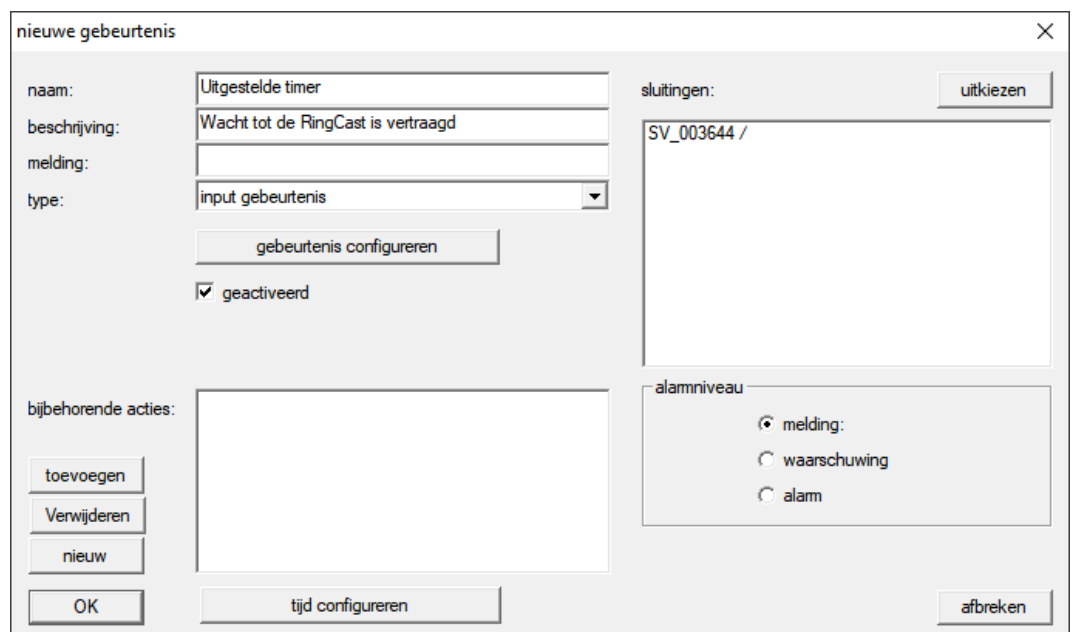 nieuwe gebeurtenis
naam:
Uitgestelde timer
beschrijving:
Wacht tot de RingCast is vertraagd
melding:
type:
input gebeurtenis
gebeurtenis configureren
geactiveerd
bijbehorende acties:
toevoegen
Verwijderen
nieuw
OK
tijd configureren
sluitingen:
uitkiezen
SV_003644 /
alarmniveau
melding:
waarschuwing
alarm
afbreken